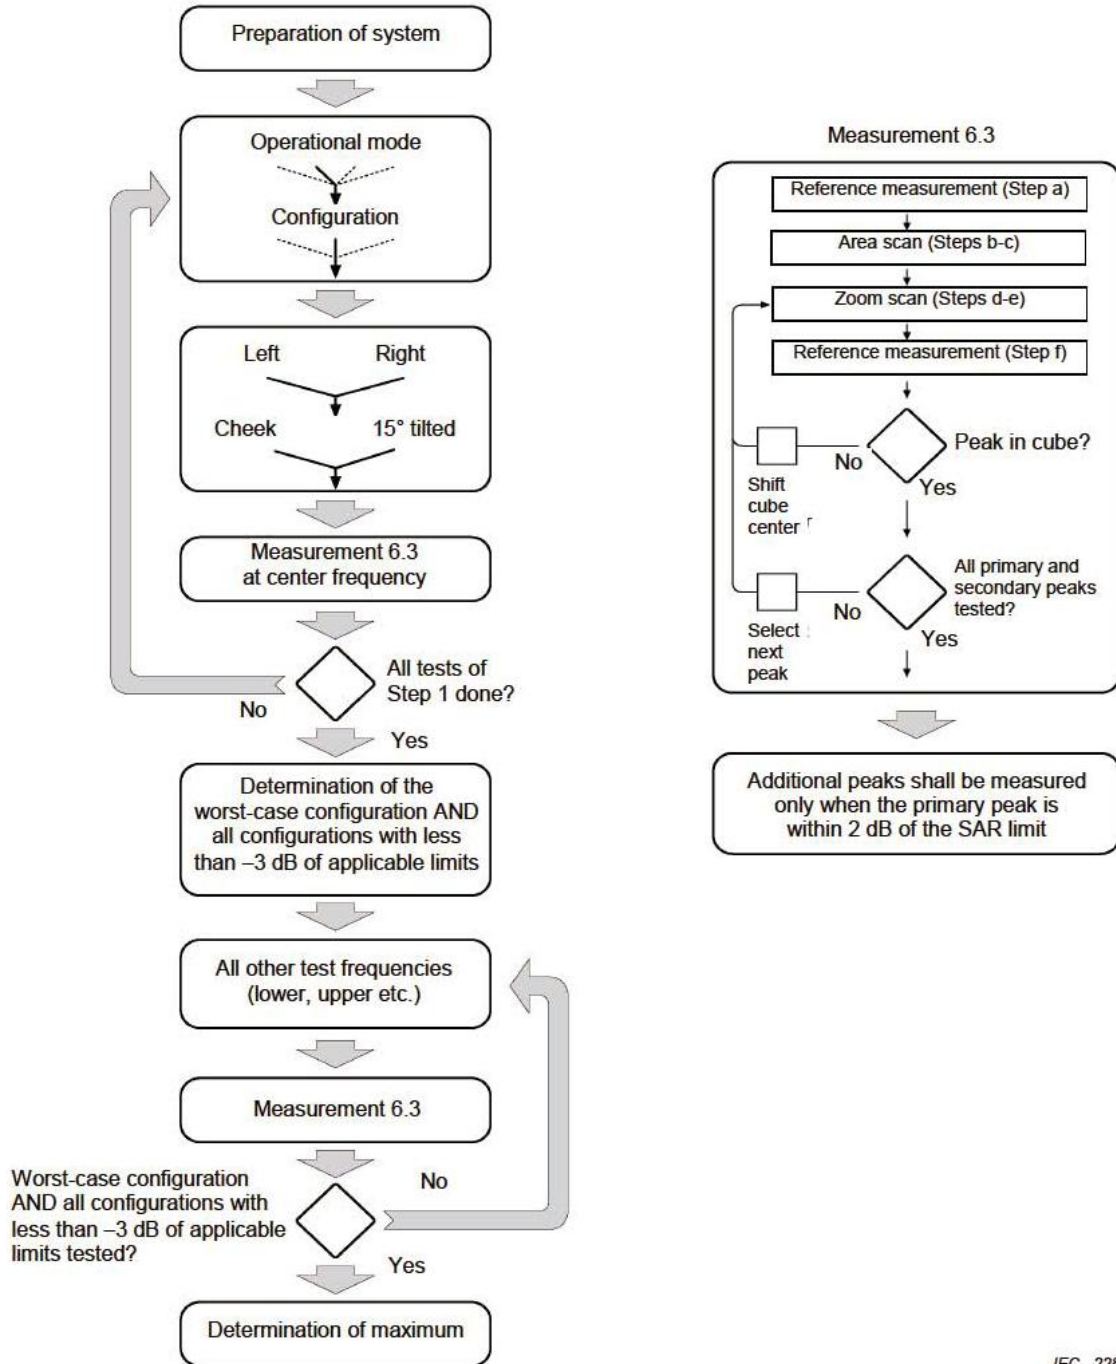 Preparation of system
Operational mode
Configuration
Left Right
Cheek 15° tilted
Measurement 6.3
at center frequency
All tests of
Step 1 done?
No
Yes
Determination of the
worst-case configuration AND
all configurations with less
than –3 dB of applicable limits
All other test frequencies
(lower, upper etc.)
Measurement 6.3
Worst-case configuration
AND all configurations with
less than –3 dB of applicable
limits tested?
No
Yes
Determination of maximum
Measurement 6.3
Reference measurement (Step a)
Area scan (Steps b-c)
Zoom scan (Steps d-e)
Reference measurement (Step f)
Peak in cube?
No
Yes
Shift
cube
center
All primary and
secondary peaks
tested?
No
Yes
Select
next
peak
Additional peaks shall be measured
only when the primary peak is
within 2 dB of the SAR limit